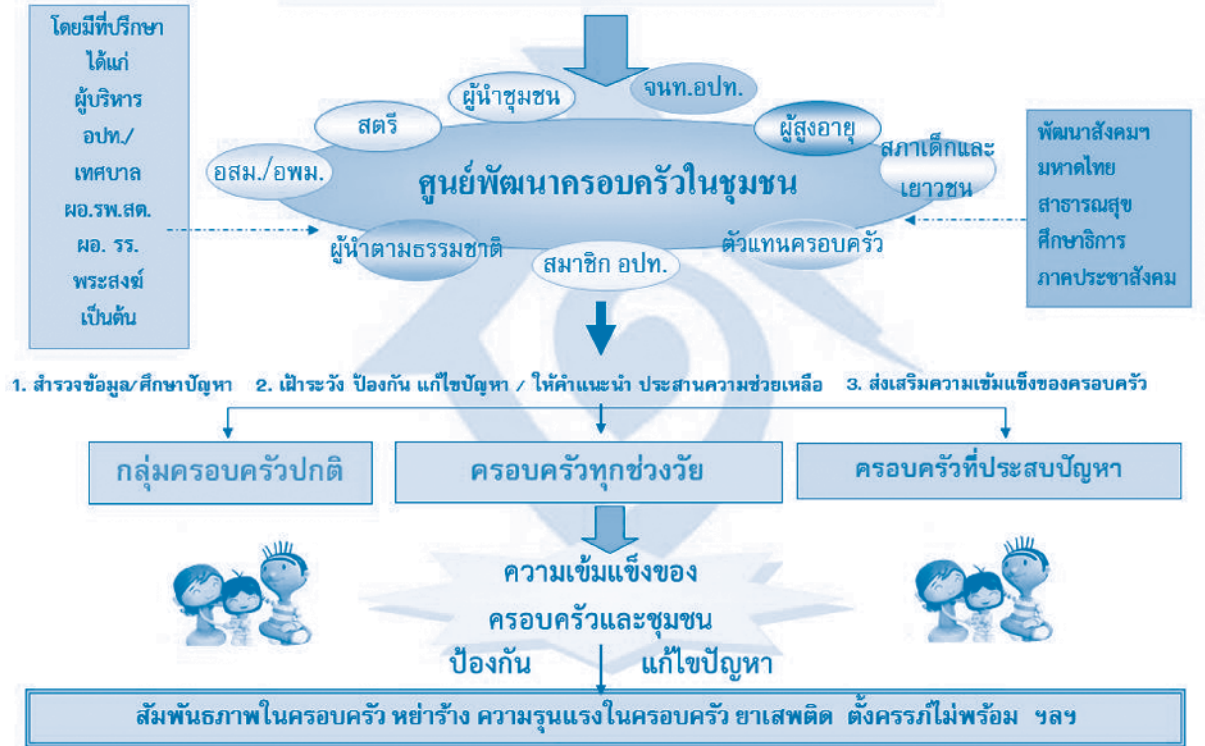 โดยมีที่ปรึกษา
ได้แก่
ผู้บริหาร
อปท./
เทศบาล
ผอ.รพ.สต.
ผอ. รร.
พระสงฆ์
เป็นต้น
ผู้นำชุมชน
จนท.อปท.
สตรี
ผู้สูงอายุ
อสม./อพม.
สภาเด็กและ
เยาวชน
ศูนย์พัฒนาครอบครัวในชุมชน
ผู้นำตามธรรมชาติ
สมาชิก อปท.
ตัวแทนครอบครัว
พัฒนาสังคมฯ
มหาดไทย
สาธารณสุข
ศึกษาธิการ
ภาคประชาสังคม
1. สำรวจข้อมูล/ศึกษาปัญหา 2. เฝ้าระวัง ป้องกัน แก้ไขปัญหา / ให้คำแนะนำ ประสานความช่วยเหลือ 3. ส่งเสริมความเข้มแข็งของครอบครัว
กลุ่มครอบครัวปกติ
ครอบครัวทุกช่วงวัย
ครอบครัวที่ประสบปัญหา
ความเข้มแข็งของ
ครอบครัวและชุมชน
ป้องกัน แก้ไขปัญหา
สัมพันธภาพในครอบครัว หย่าร้าง ความรุนแรงในครอบครัว ยาเสพติด ตั้งครรภ์ไม่พร้อม ฯลฯ